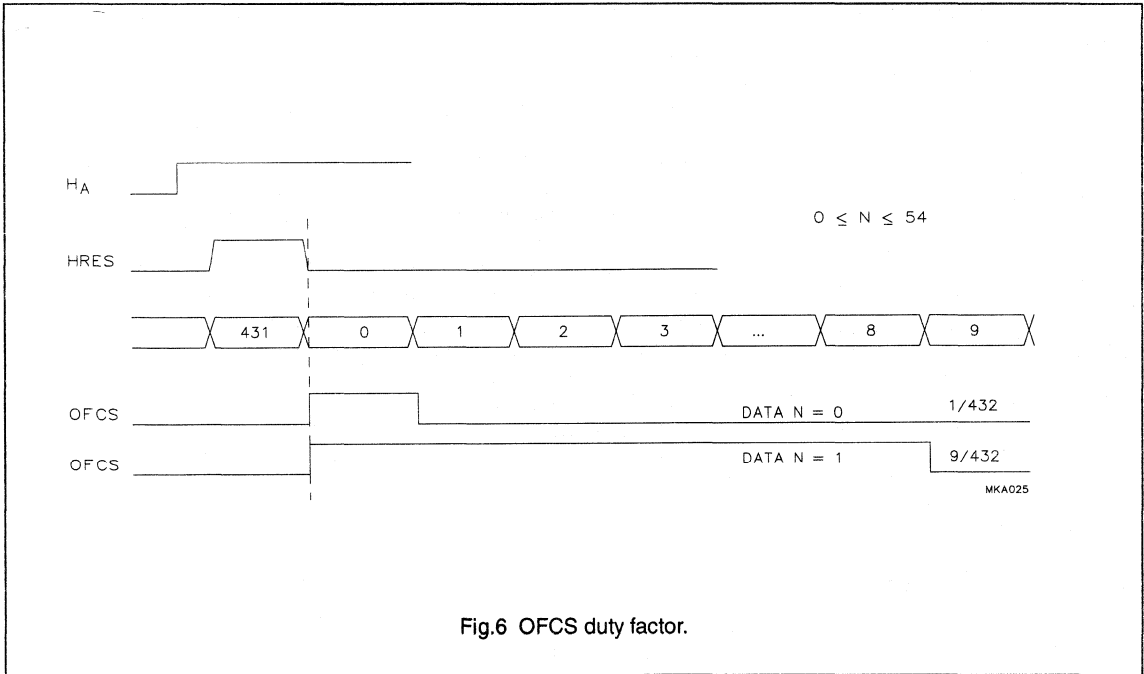 HA
0 ≤ N ≤ 54
HRES
431 0 1 2 3 ... 8 9
OFCS DATA N = 0 1/432
OFCS DATA N = 1 9/432
MKA025
Fig.6 OFCS duty factor.